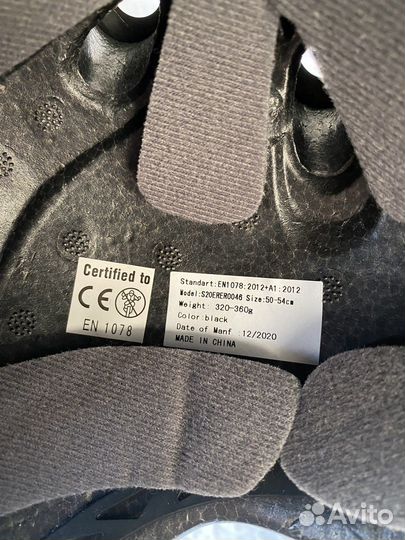 Certified to
CE
EN 1078
Standart:EN1078:2012+A1:2012
Model:S20ERER0046 Size:50-54cm
Weight: 320-360g
Color:black
Date of Manf.:12/2020
MADE IN CHINA
Avito